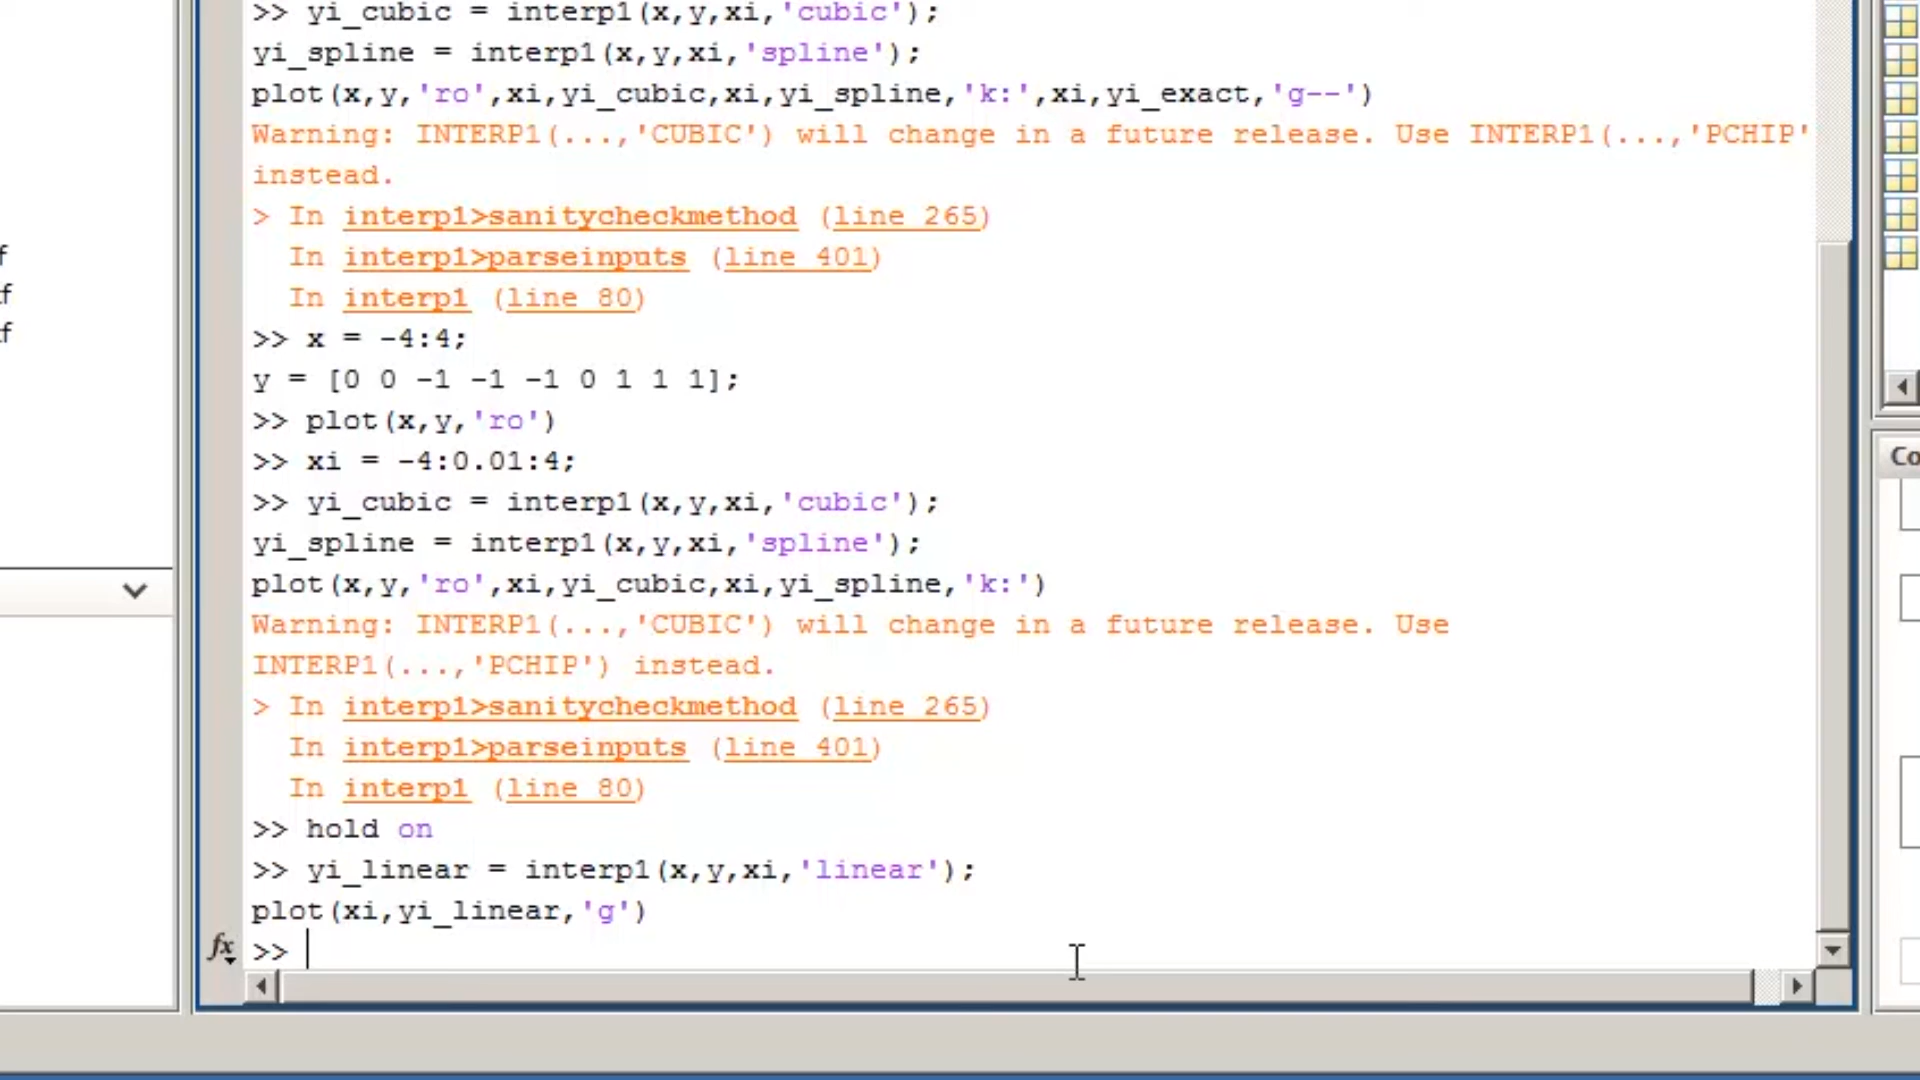 >> yi_cubic = interp1(x,y,xi,'cubic');
yi_spline = interp1(x,y,xi,'spline');
plot(x,y,'ro',xi,yi_cubic,xi,yi_spline,'k:',xi,yi_exact,'g--')
Warning: INTERP1(...,'CUBIC') will change in a future release. Use INTERP1(...,'PCHIP'
instead.
> In interp1>sanitycheckmethod (line 265)
In interp1>parseinputs (line 401)
In interp1 (line 80)
>> x = -4:4;
y = [0 0 -1 -1 -1 0 1 1 1];
>> plot(x,y,'ro')
>> xi = -4:0.01:4;
>> yi_cubic = interp1(x,y,xi,'cubic');
yi_spline = interp1(x,y,xi,'spline');
plot(x,y,'ro',xi,yi_cubic,xi,yi_spline,'k:')
Warning: INTERP1(...,'CUBIC') will change in a future release. Use
INTERP1(...,'PCHIP') instead.
> In interp1>sanitycheckmethod (line 265)
In interp1>parseinputs (line 401)
In interp1 (line 80)
>> hold on
>> yi_linear = interp1(x,y,xi,'linear');
plot(xi,yi_linear,'g')
fx >>